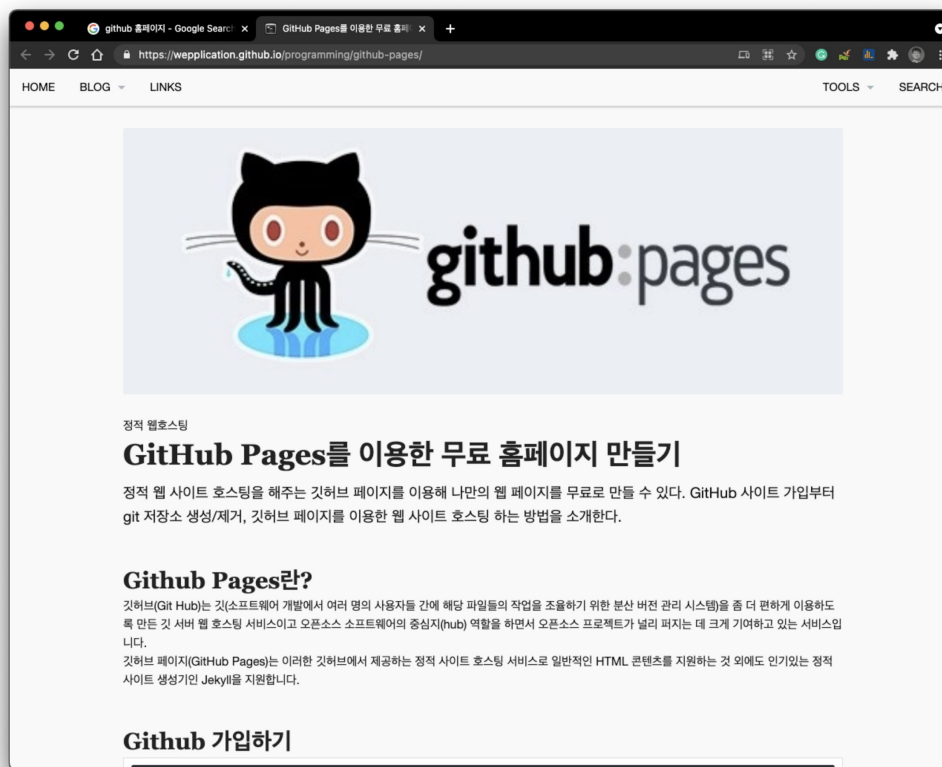 github 홈페이지 - Google Search
GitHub Pages를 이용한 무료 홈페
https://wepplication.github.io/programming/github-pages/
HOME BLOG LINKS TOOLS SEARCH
github:pages
정적 웹호스팅
GitHub Pages를 이용한 무료 홈페이지 만들기
정적 웹 사이트 호스팅을 해주는 깃허브 페이지를 이용해 나만의 웹 페이지를 무료로 만들 수 있다. GitHub 사이트 가입부터
git 저장소 생성/제거, 깃허브 페이지를 이용한 웹 사이트 호스팅 하는 방법을 소개한다.
Github Pages란?
깃허브(Git Hub)는 깃(소프트웨어 개발에서 여러 명의 사용자들 간에 해당 파일들의 작업을 조율하기 위한 분산 버전 관리 시스템)을 좀 더 편하게 이용하도
록 만든 깃 서버 웹 호스팅 서비스이고 오픈소스 소프트웨어의 중심지(hub) 역할을 하면서 오픈소스 프로젝트가 널리 퍼지는 데 크게 기여하고 있는 서비스입
니다.
깃허브 페이지(GitHub Pages)는 이러한 깃허브에서 제공하는 정적 사이트 호스팅 서비스로 일반적인 HTML 콘텐츠를 지원하는 것 외에도 인기있는 정적
사이트 생성기인 Jekyll을 지원합니다.
Github 가입하기